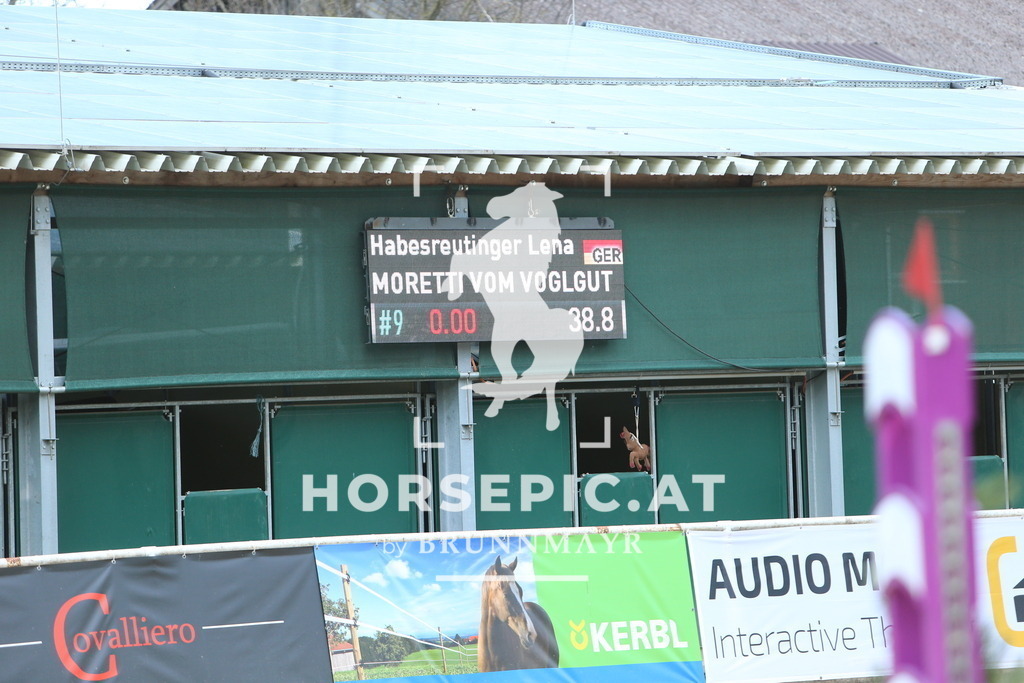 Habesreutinger Lena GER
MORETTI VOM VOGLGUT
#9 0.00 38.8
HORSEPIC.AT
by BRUNNMAYR
Covalliero
KERBL
AUDIO M
Interactive Th